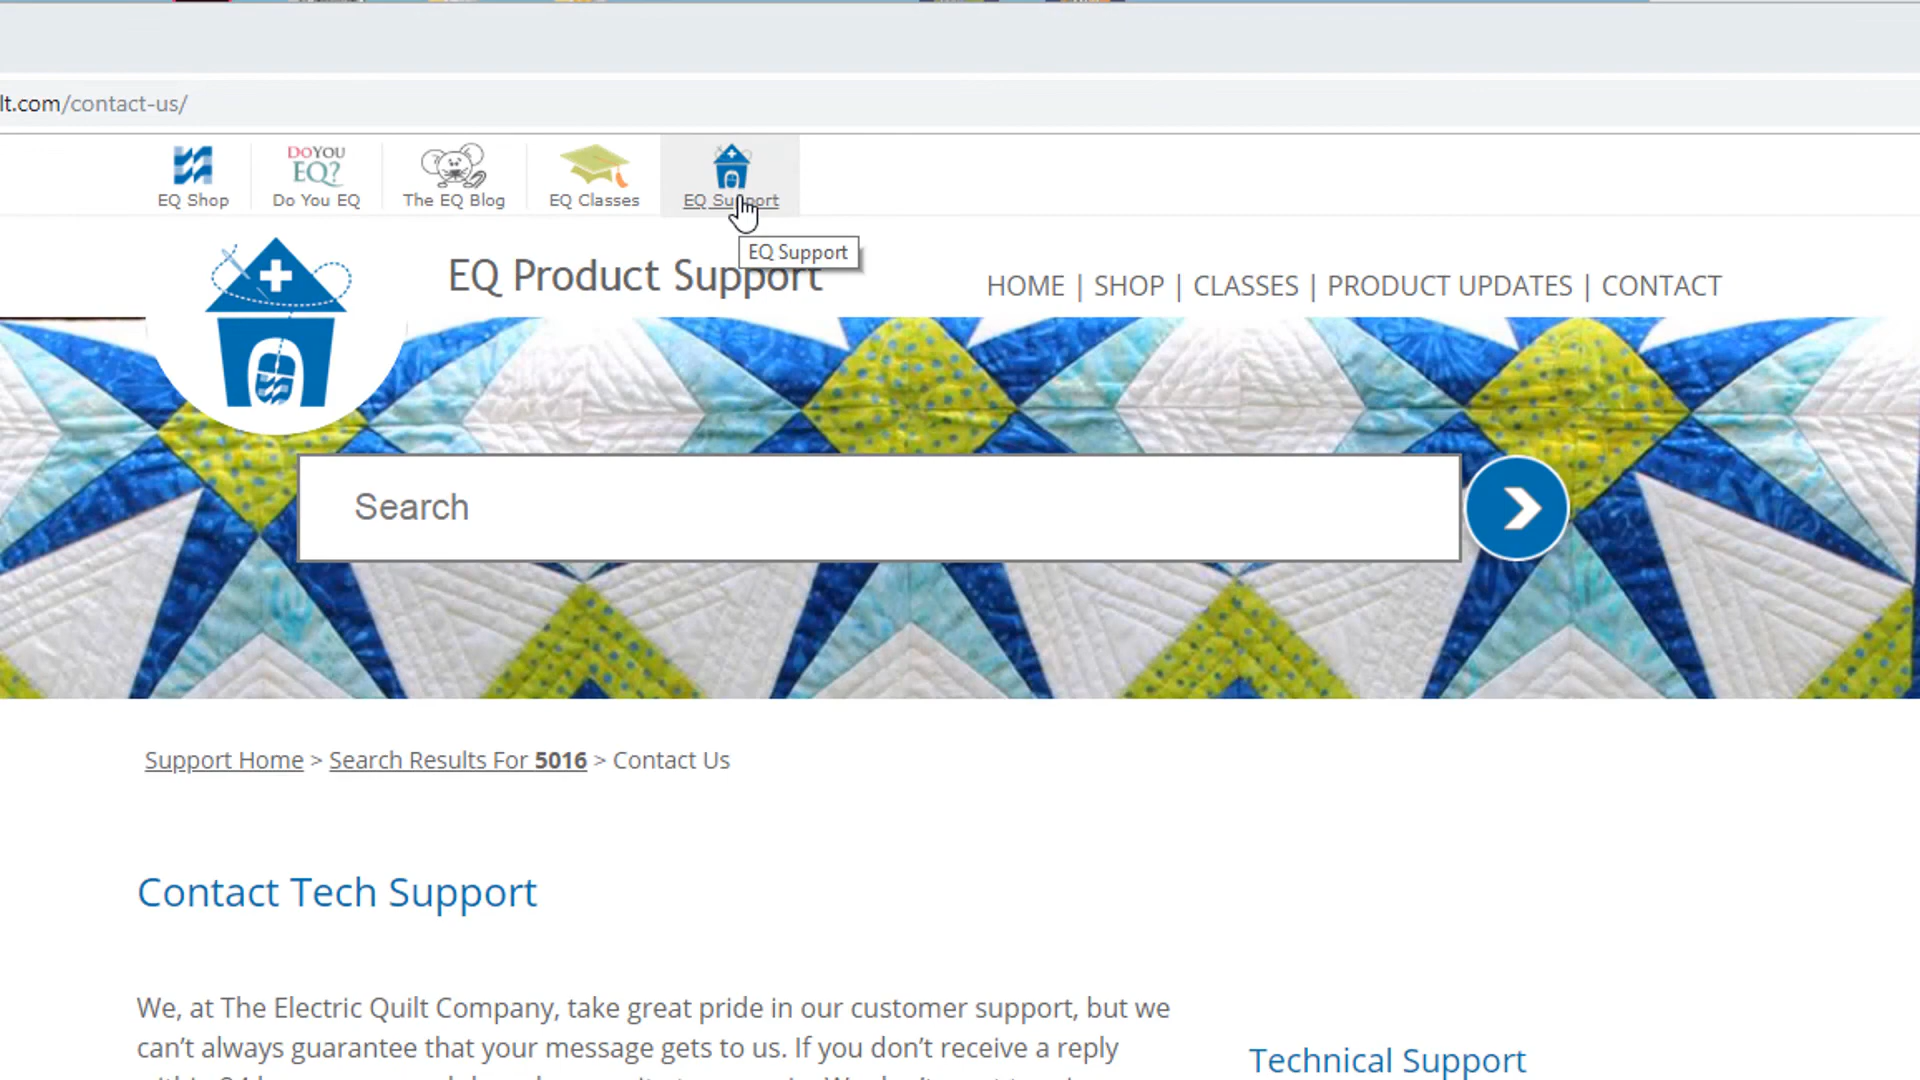 lt.com/contact-us/
EQ Shop
DO YOU
EQ?
Do You EQ
The EQ Blog
EQ Classes
EQ Support
EQ Support
EQ Product Support
HOME | SHOP | CLASSES | PRODUCT UPDATES | CONTACT
Search
Support Home > Search Results For 5016 > Contact Us
Contact Tech Support
We, at The Electric Quilt Company, take great pride in our customer support, but we
can’t always guarantee that your message gets to us. If you don’t receive a reply
Technical Support